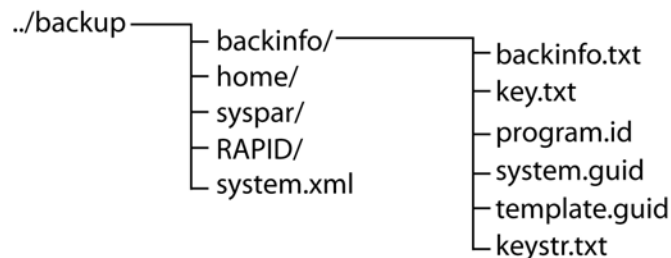 ../backup
backinfo/
home/
syspar/
RAPID/
system.xml
backinfo.txt
key.txt
program.id
system.guid
template.guid
keystr.txt